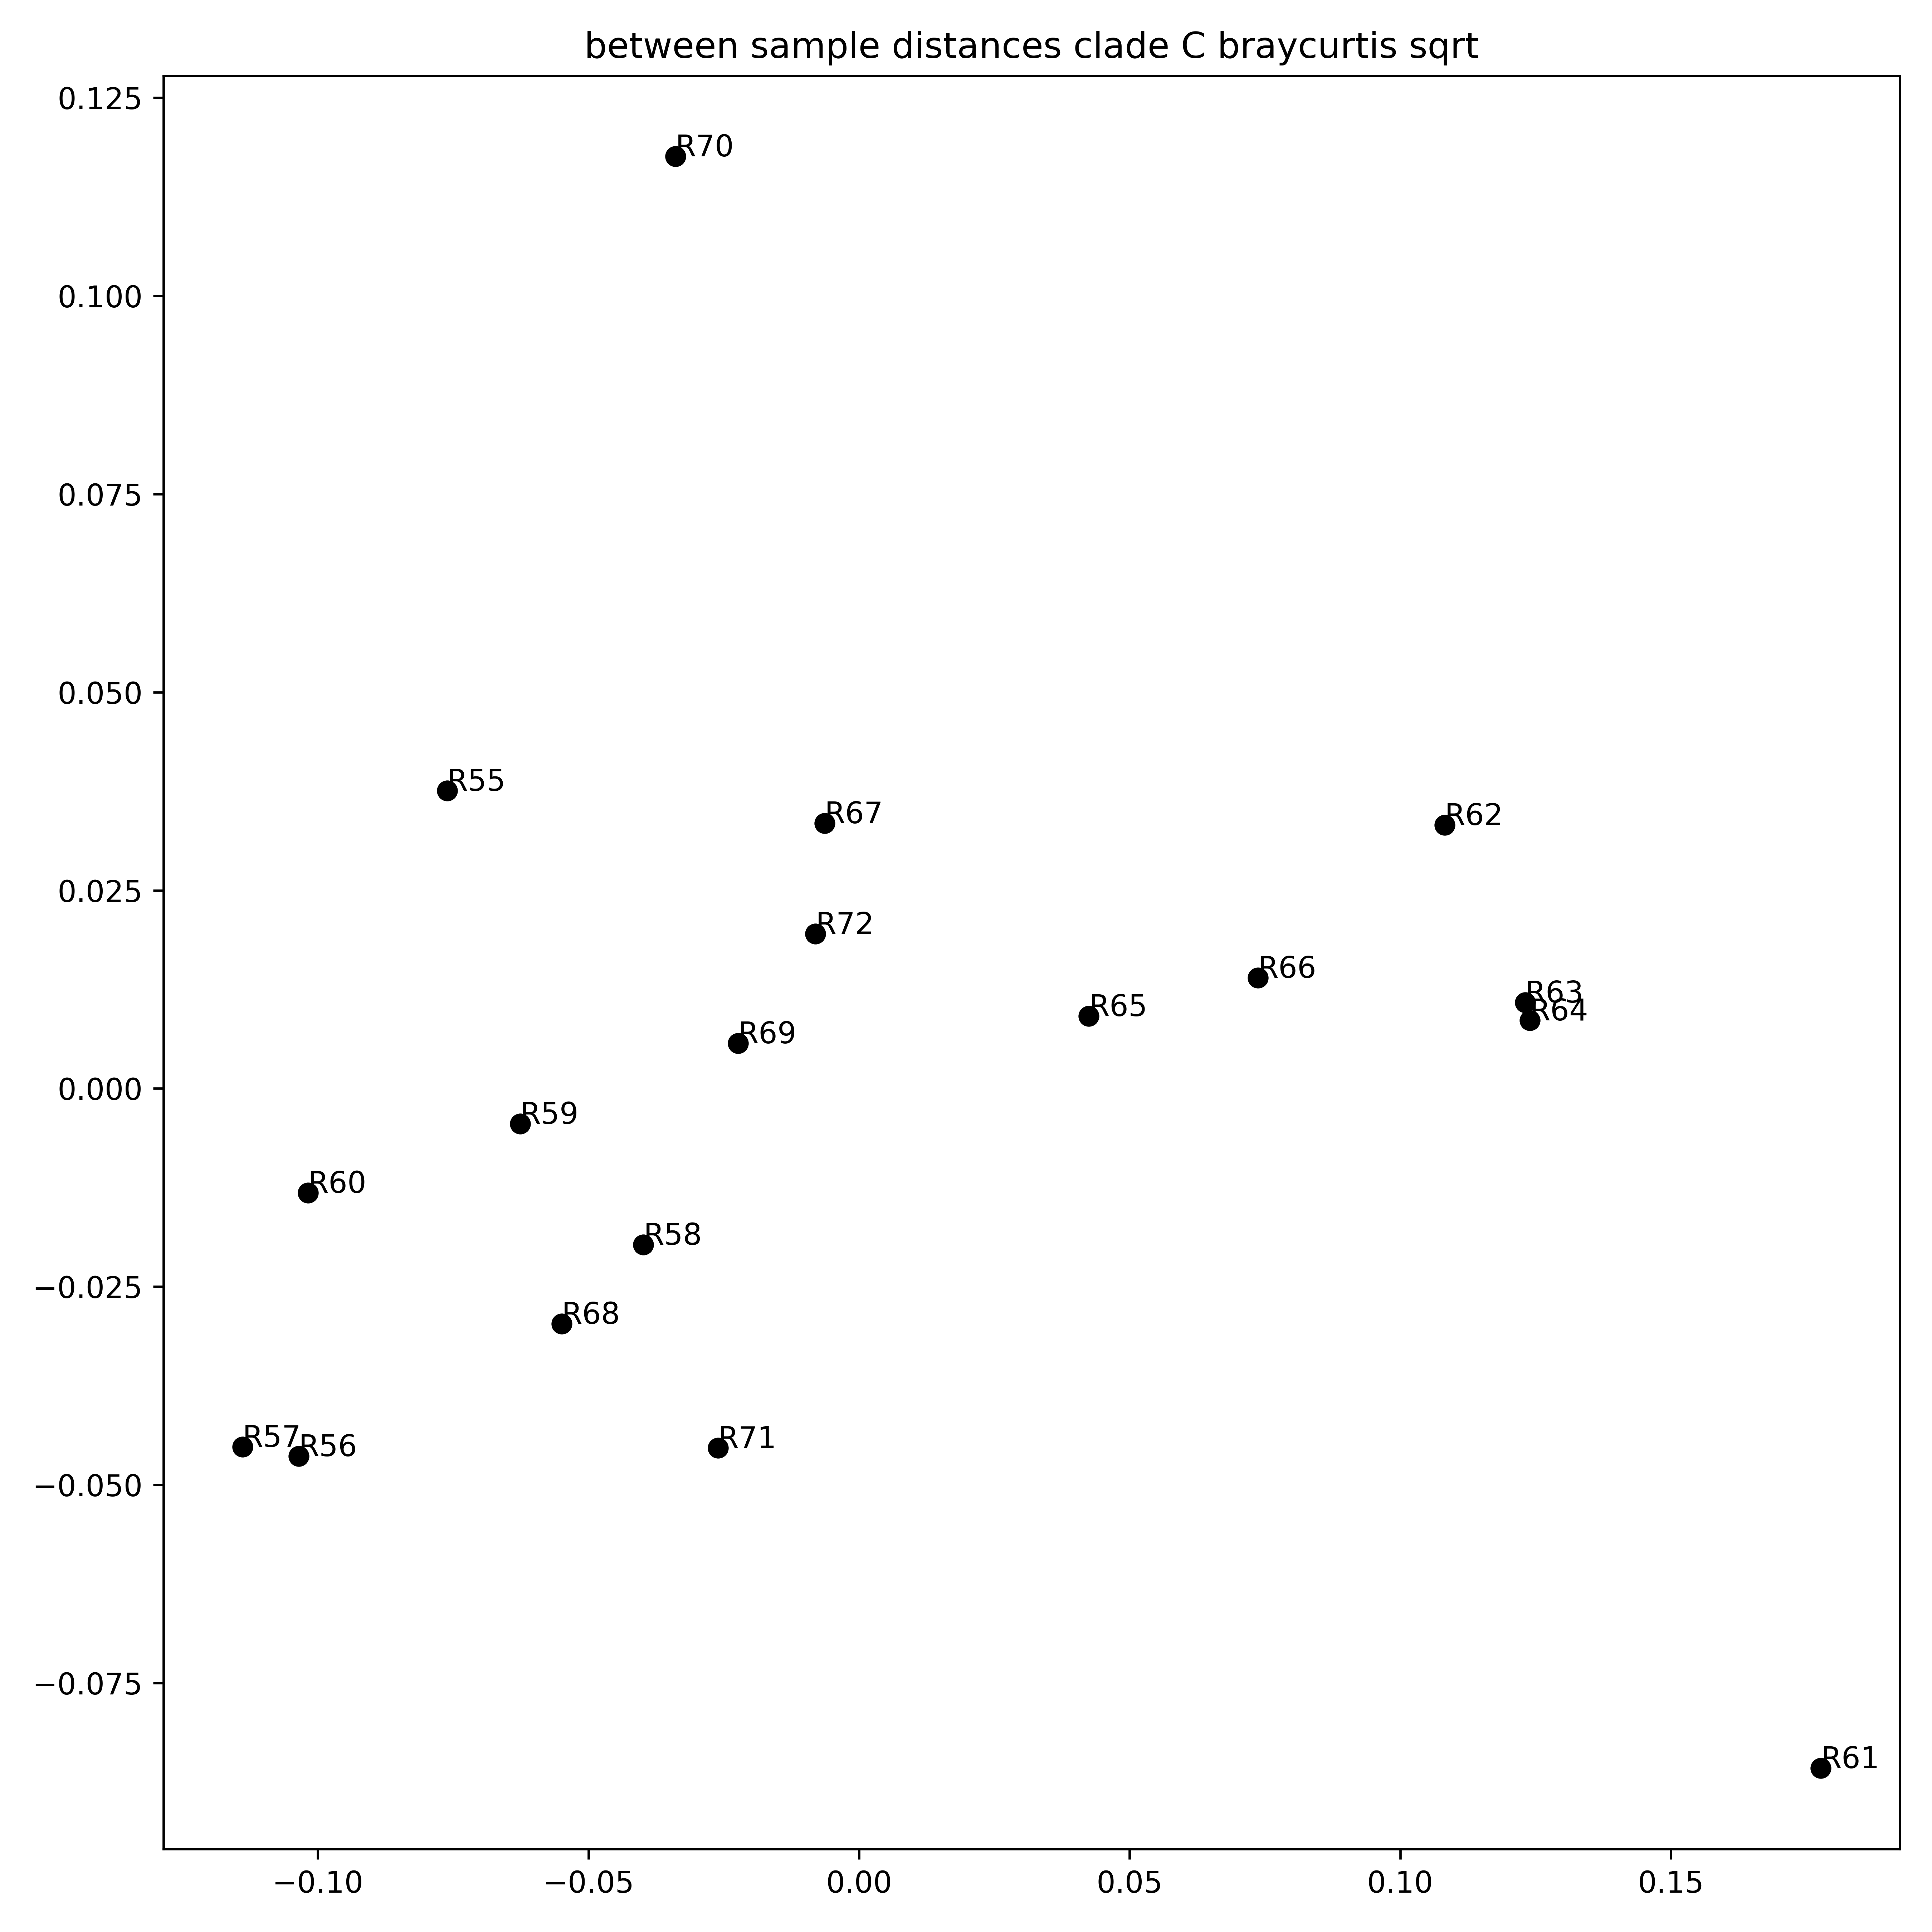 between sample distances clade C braycurtis sqrt
0.125
R70
0.100
0.075
0.050
R55
R67
R62
0.025
R72
R66
R63
R65
R64
R69
0.000
R59
R60
R58
−0.025
R68
R57
R56
R71
−0.050
−0.075
R61
−0.10
−0.05
0.00
0.05
0.10
0.15